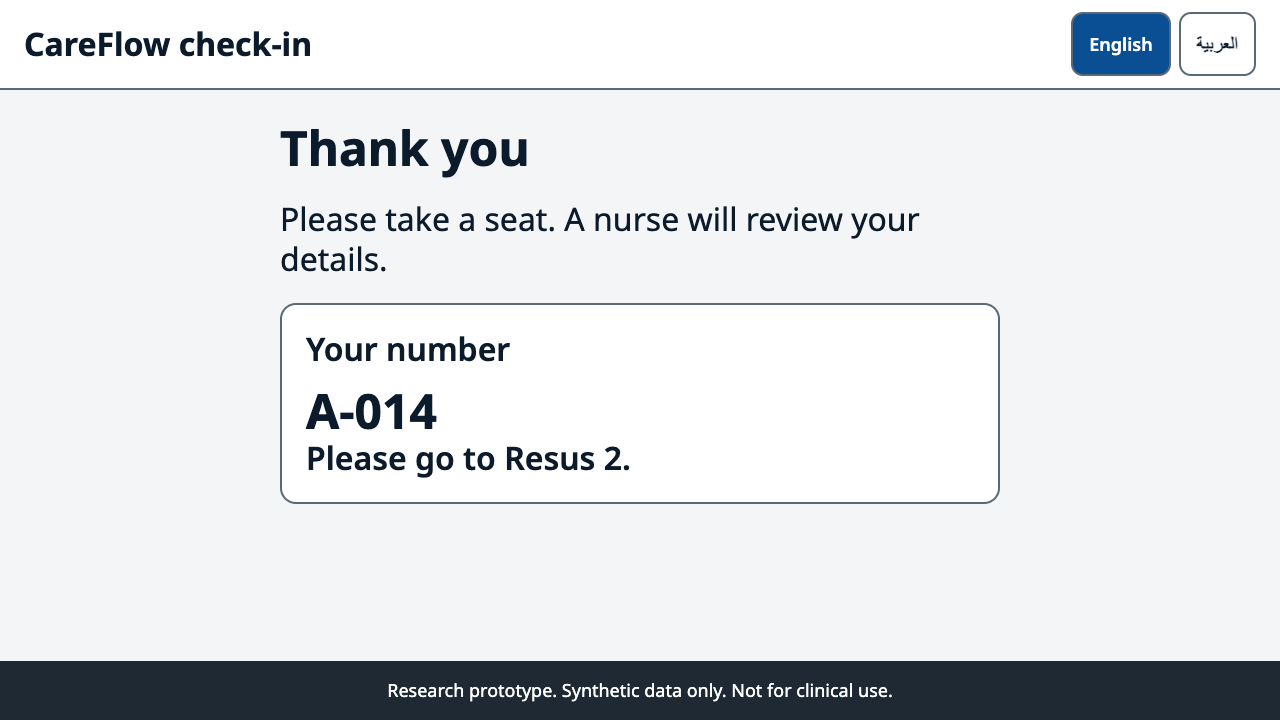 CareFlow check-in
English
العربية
Thank you
Please take a seat. A nurse will review your
details.
Your number
A-014
Please go to Resus 2.
Research prototype. Synthetic data only. Not for clinical use.